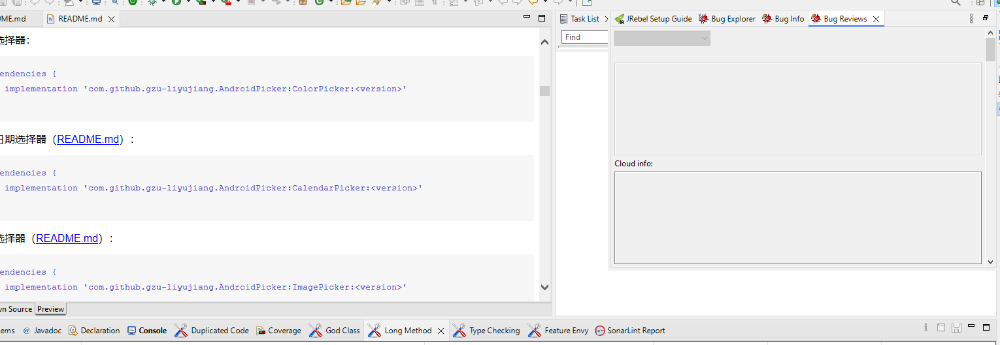 ME.md
README.md
Task List
JRebel Setup Guide
Bug Explorer
Bug Info
Bug Reviews
Find
选择器：
endencies {
implementation 'com.github.gzu-liyujiang.AndroidPicker:ColorPicker:<version>'
日期选择器（README.md）：
endencies {
implementation 'com.github.gzu-liyujiang.AndroidPicker:CalendarPicker:<version>'
选择器（README.md）：
endencies {
implementation 'com.github.gzu-liyujiang.AndroidPicker:ImagePicker:<version>'
Cloud info:
wn Source
Preview
ems
Javadoc
Declaration
Console
Duplicated Code
Coverage
God Class
Long Method
Type Checking
Feature Envy
SonarLint Report